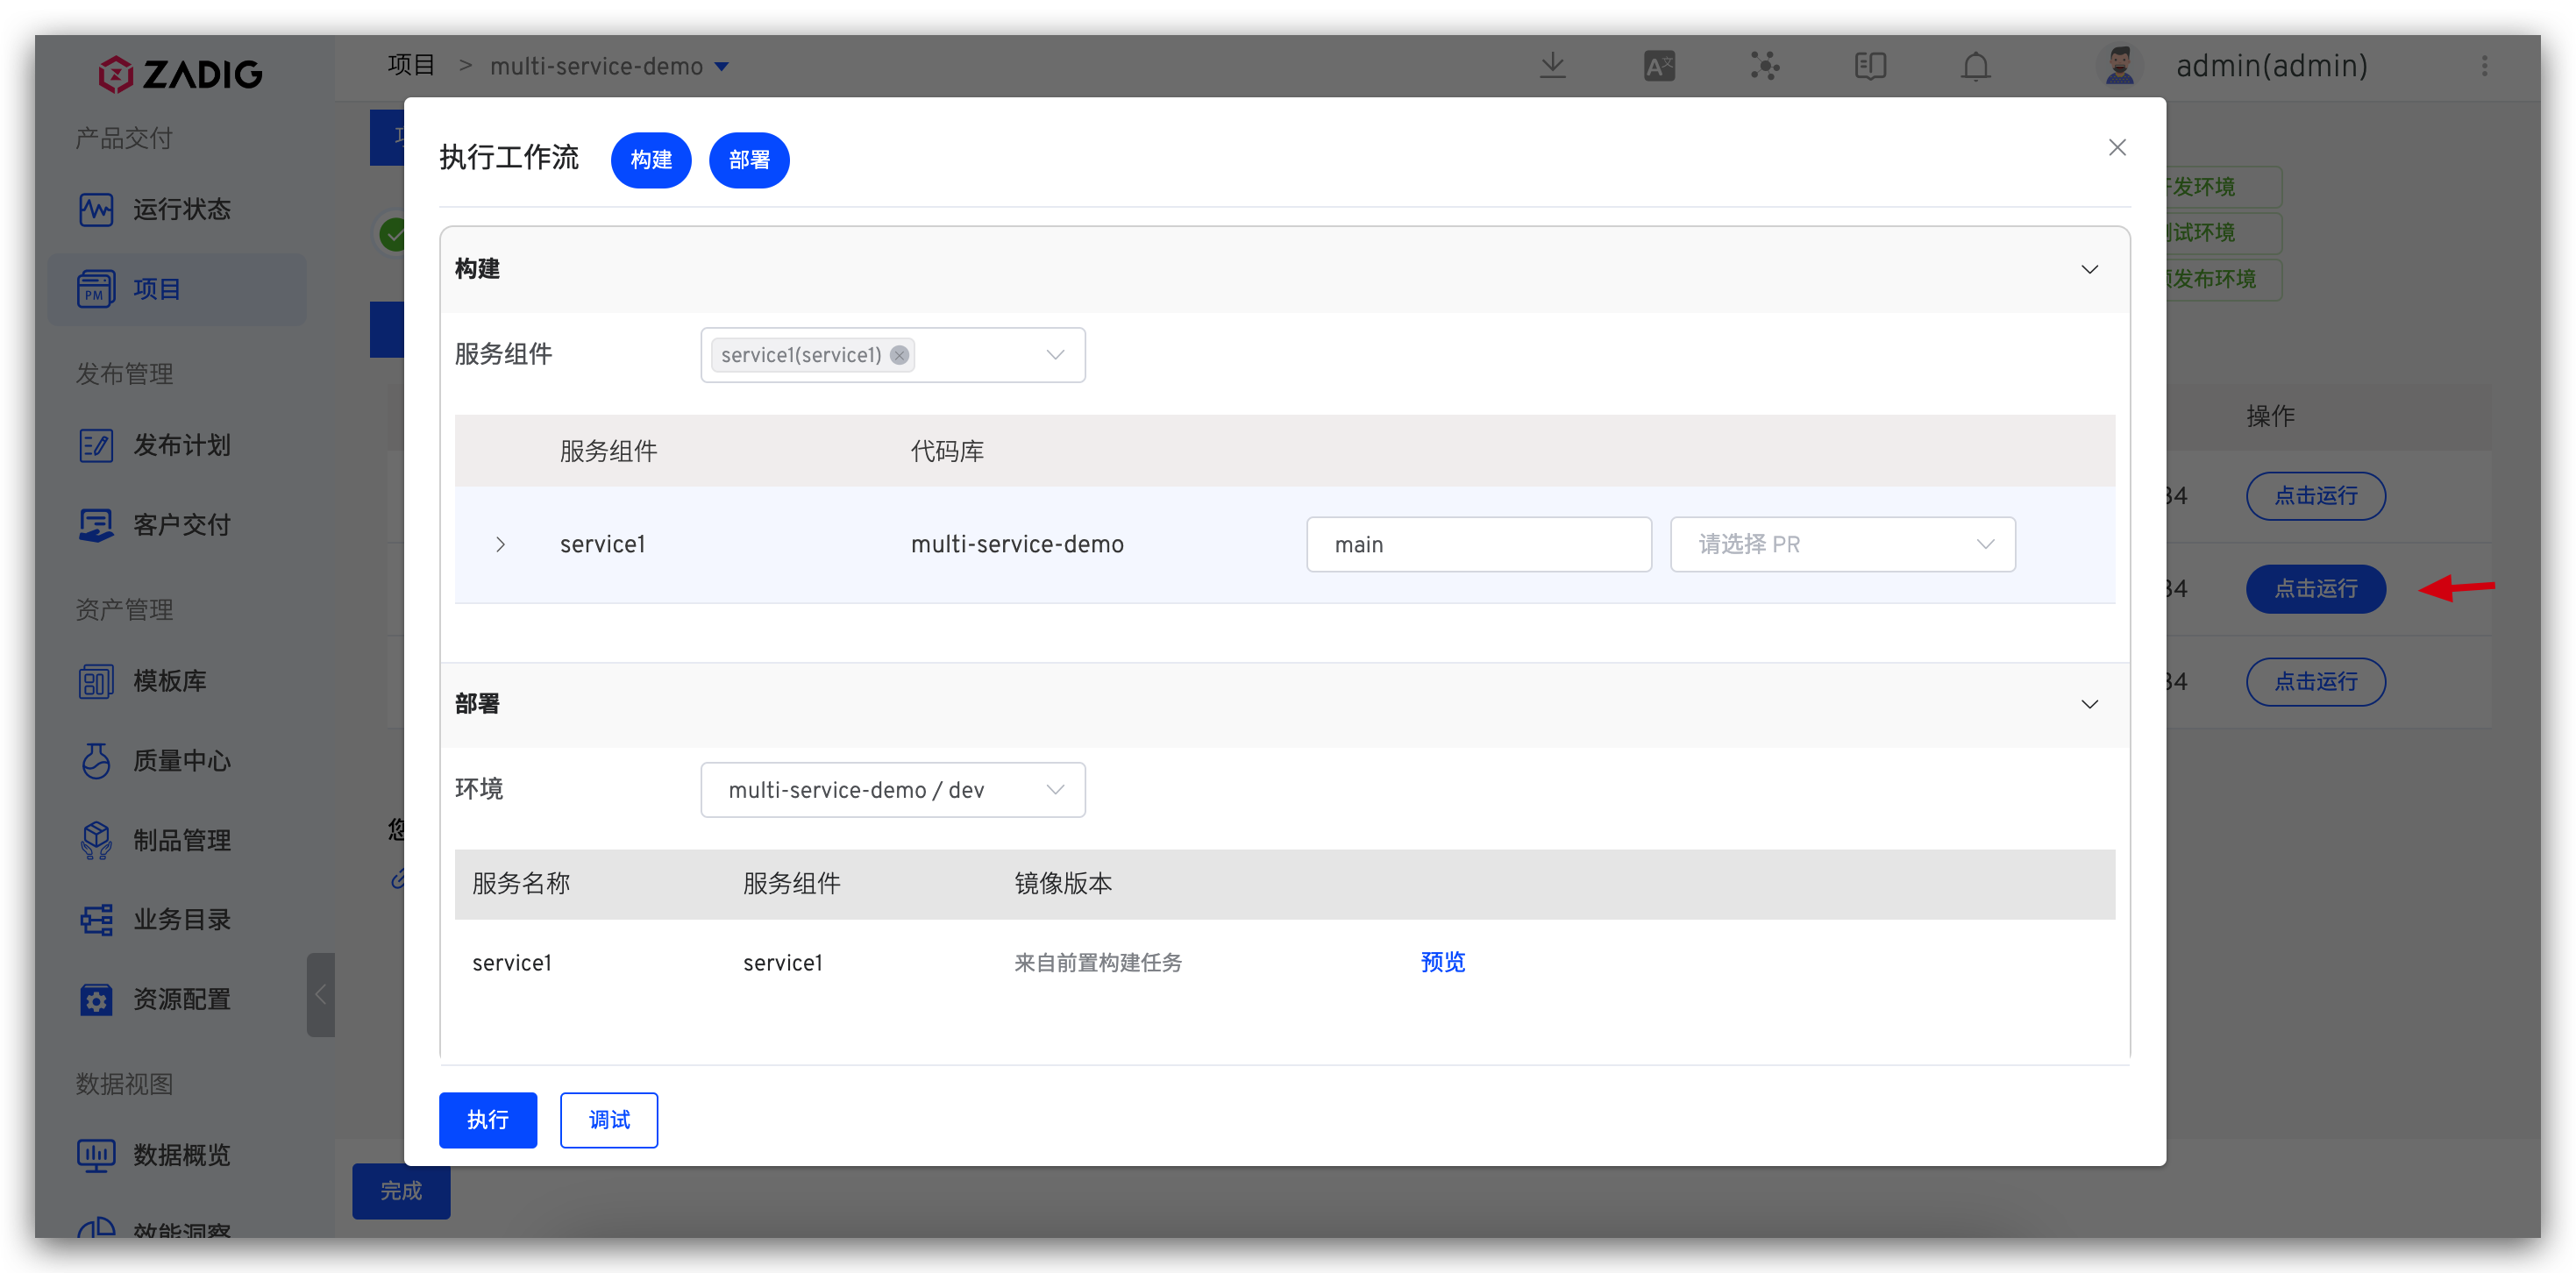 ZADIG
项目 > multi-service-demo
admin(admin)
产品交付
运行状态
项目
发布管理
发布计划
客户交付
资产管理
模板库
质量中心
制品管理
业务目录
资源配置
数据视图
数据概览
效能洞察
执行工作流 构建 部署
构建
服务组件 service1(service1)
服务组件 代码库
service1 multi-service-demo main 请选择 PR
部署
环境 multi-service-demo / dev
服务名称 服务组件 镜像版本
service1 service1 来自前置构建任务 预览
执行 调试
发环境
试环境
发布环境
操作
34 点击运行
34 点击运行
34 点击运行
您
完成